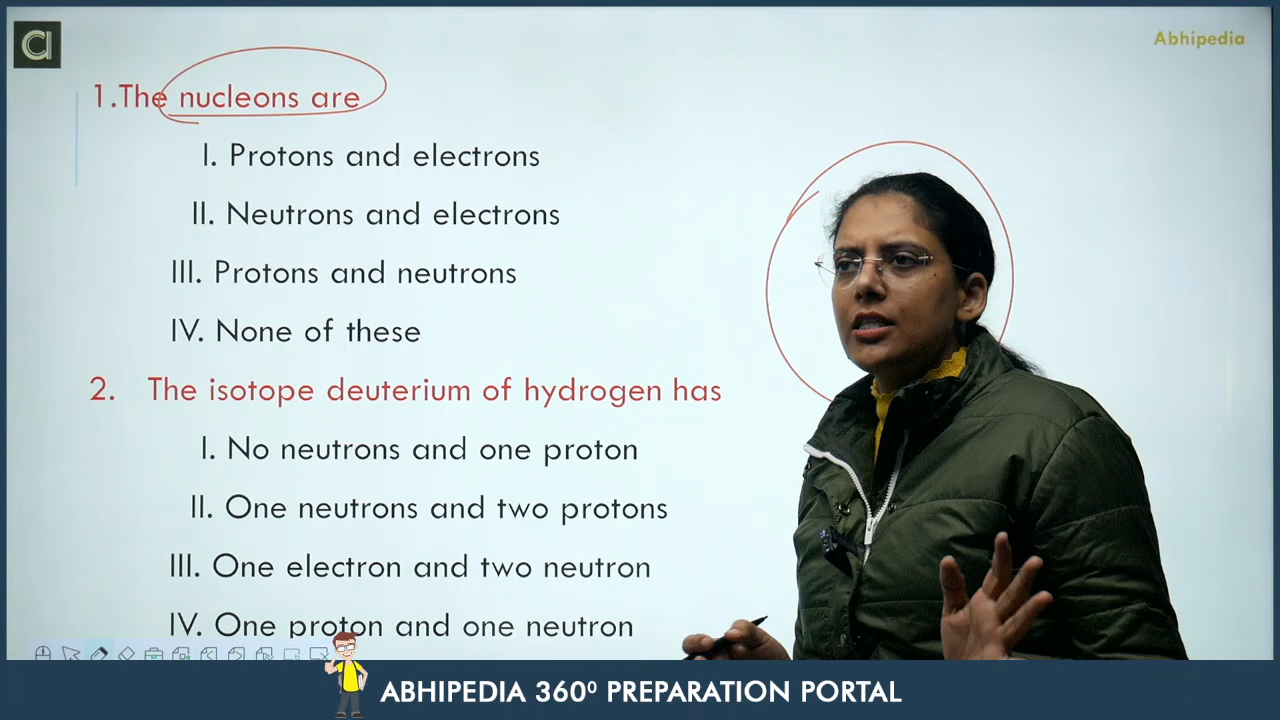 Abhipedia
1.The nucleons are
I. Protons and electrons
II. Neutrons and electrons
III. Protons and neutrons
IV. None of these
2. The isotope deuterium of hydrogen has
I. No neutrons and one proton
II. One neutrons and two protons
III. One electron and two neutron
IV. One proton and one neutron
ABHIPEDIA 360⁰ PREPARATION PORTAL